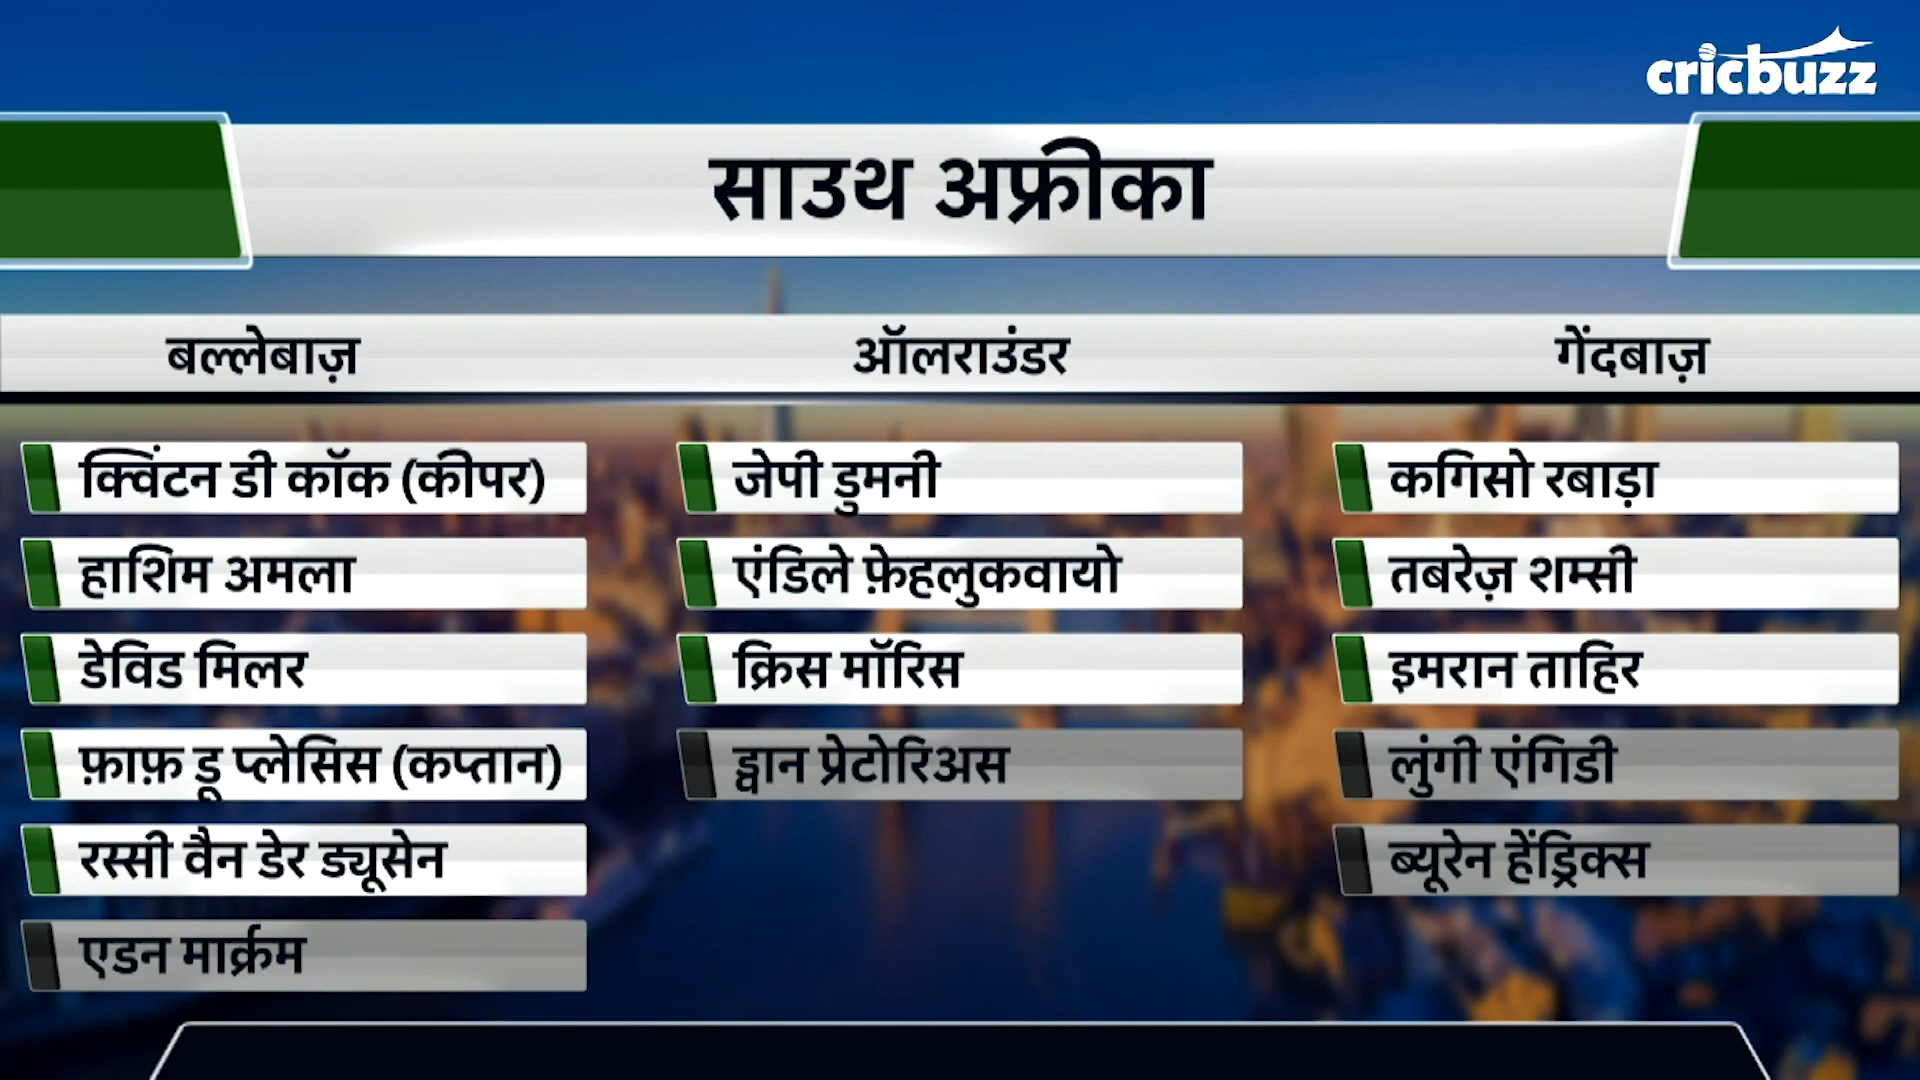 cricbuzz
साउथ अफ्रीका
बल्लेबाज़
ऑलराउंडर
गेंदबाज़
क्विंटन डी कॉक (कीपर)
हाशिम अमला
डेविड मिलर
फ़ाफ़ डू प्लेसिस (कप्तान)
रस्सी वैन डेर ड्यूसेन
एडन मार्क्रम
जेपी डुमनी
एंडिले फ़ेहलुकवायो
क्रिस मॉरिस
ड्वान प्रेटोरिअस
कगिसो रबाड़ा
तबरेज़ शम्सी
इमरान ताहिर
लुंगी एंगिडी
ब्यूरेन हेंड्रिक्स